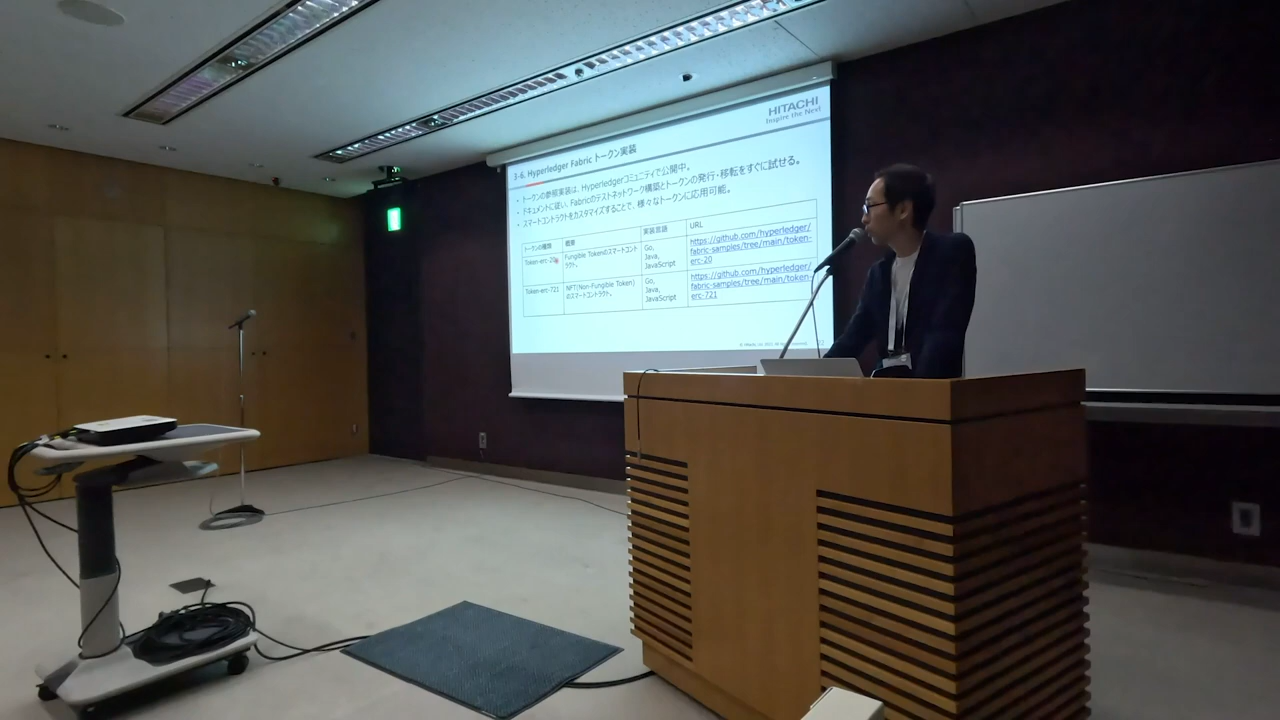 HITACHI
Inspire the Next
3-6. Hyperledger Fabric トークン実装
・ トークンの参照実装は、Hyperledgerコミュニティで公開中。
・ ドキュメントに従い、Fabricのテストネットワーク構築とトークンの発行・移転をすぐに試せる。
・ スマートコントラクトをカスタマイズすることで、様々なトークンに応用可能。
トークンの種類 概要 実装言語 URL
Token-erc-20 Fungible Tokenのスマートコント
ラクト。
Go,
Java,
JavaScript
https://github.com/hyperledger/
fabric-samples/tree/main/token-
erc-20
Token-erc-721 NFT(Non-Fungible Token)
のスマートコントラクト。
Go,
Java,
JavaScript
https://github.com/hyperledger/
fabric-samples/tree/main/token-
erc-721